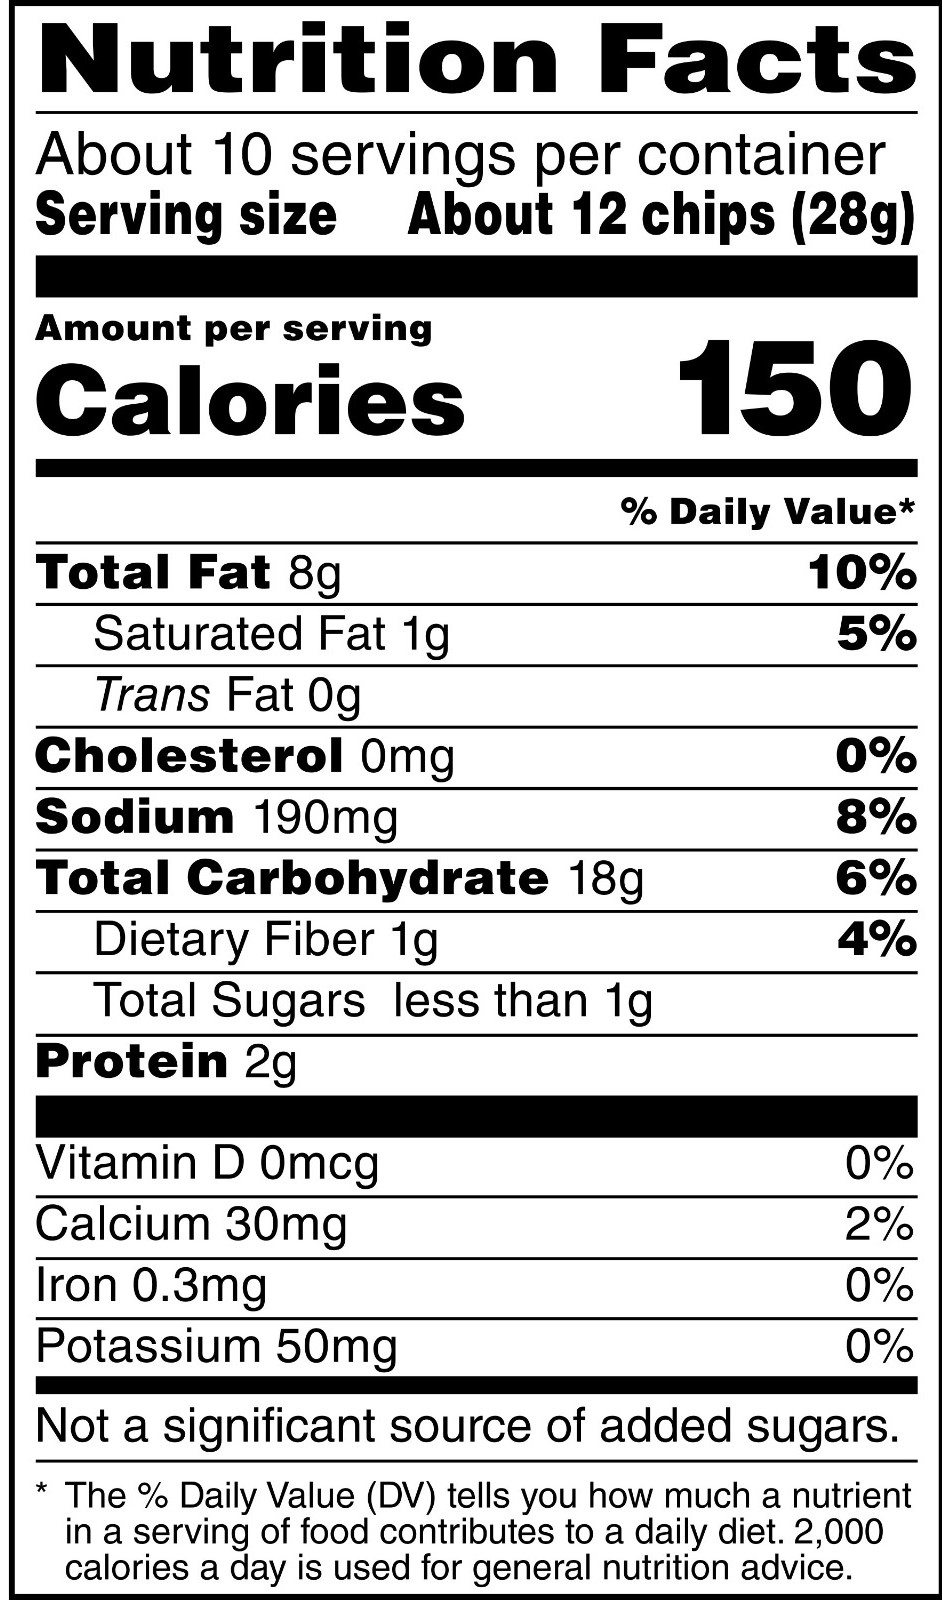 Nutrition Facts
About 10 servings per container
Serving size About 12 chips (28g)
Amount per serving
Calories 150
% Daily Value*
Total Fat 8g 10%
Saturated Fat 1g 5%
Trans Fat 0g
Cholesterol 0mg 0%
Sodium 190mg 8%
Total Carbohydrate 18g 6%
Dietary Fiber 1g 4%
Total Sugars less than 1g
Protein 2g
Vitamin D 0mcg 0%
Calcium 30mg 2%
Iron 0.3mg 0%
Potassium 50mg 0%
Not a significant source of added sugars.
* The % Daily Value (DV) tells you how much a nutrient
in a serving of food contributes to a daily diet. 2,000
calories a day is used for general nutrition advice.